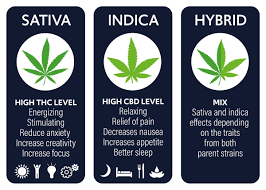 SATIVA
HIGH THC LEVEL
Energizing
Stimulating
Reduce anxiety
Increase creativity
Increase focus
INDICA
HIGH CBD LEVEL
Relaxing
Relief of pain
Decreases nausea
Increases appetite
Better sleep
HYBRID
MIX
Sativa and indica
effects depending on
the traits
from both
parent strains